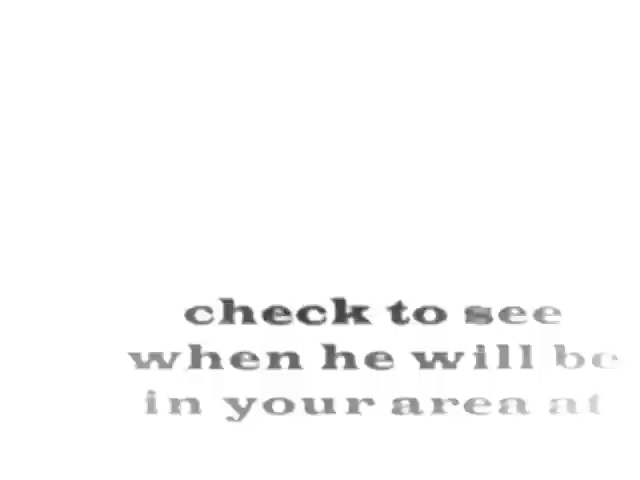 check to see
when he will be
in your area at